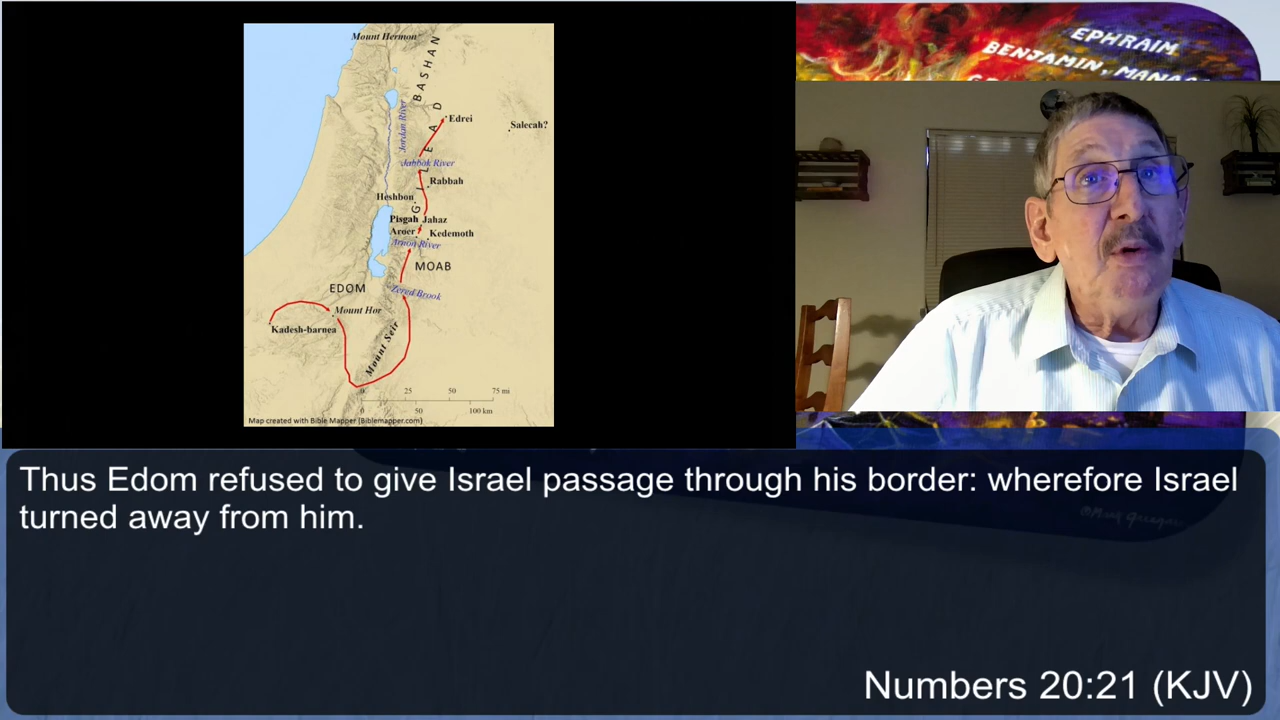 Mount Hermon
BASHAN
GILEAD
Jordan River
Edrei
Salecah?
Jabbok River
Rabbah
Heshbon
Pisgah
Jahaz
Aroer
Kedemoth
Arnon River
MOAB
EDOM
Zered Brook
Mount Hor
Kadesh-barnea
Mount Seir
0 25 50 75 mi
0 50 100 km
Map created with Bible Mapper (Biblemapper.com)
EPHRAIM
BENJAMIN,
Thus Edom refused to give Israel passage through his border: wherefore Israel
turned away from him.
Numbers 20:21 (KJV)